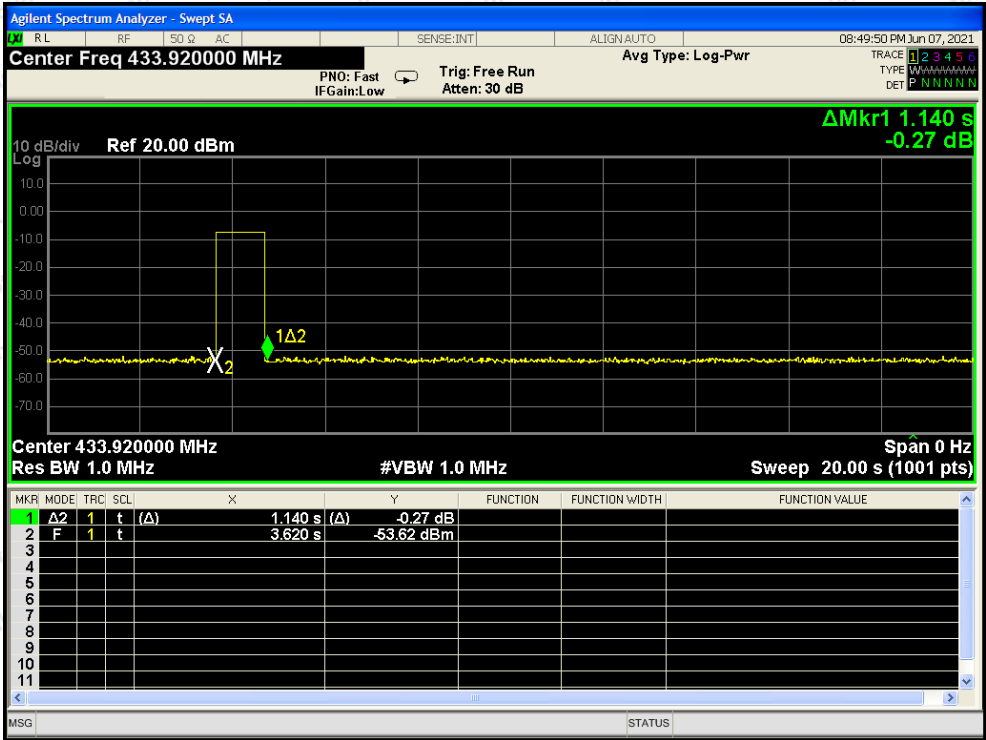 Agilent Spectrum Analyzer - Swept SA
LXI RL RF 50 Ω AC SENSE:INT ALIGN AUTO 08:49:50 PM Jun 07, 2021
Center Freq 433.920000 MHz
Avg Type: Log-Pwr
TRACE 1 2 3 4 5 6
PNO: Fast Trig: Free Run
TYPE
IFGain:Low Atten: 30 dB
DET P N N N N N
ΔMkr1 1.140 s
-0.27 dB
10 dB/div Ref 20.00 dBm
Log
10.0
0.00
-10.0
-20.0
-30.0
-40.0
1Δ2
-50.0
X2
-60.0
-70.0
Center 433.920000 MHz Span 0 Hz
Res BW 1.0 MHz #VBW 1.0 MHz Sweep 20.00 s (1001 pts)
MKR MODE TRC SCL X Y FUNCTION FUNCTION WIDTH FUNCTION VALUE
1 Δ2 1 t (Δ) 1.140 s (Δ) -0.27 dB
2 F 1 t 3.620 s -53.62 dBm
3
4
5
6
7
8
9
10
11
MSG STATUS